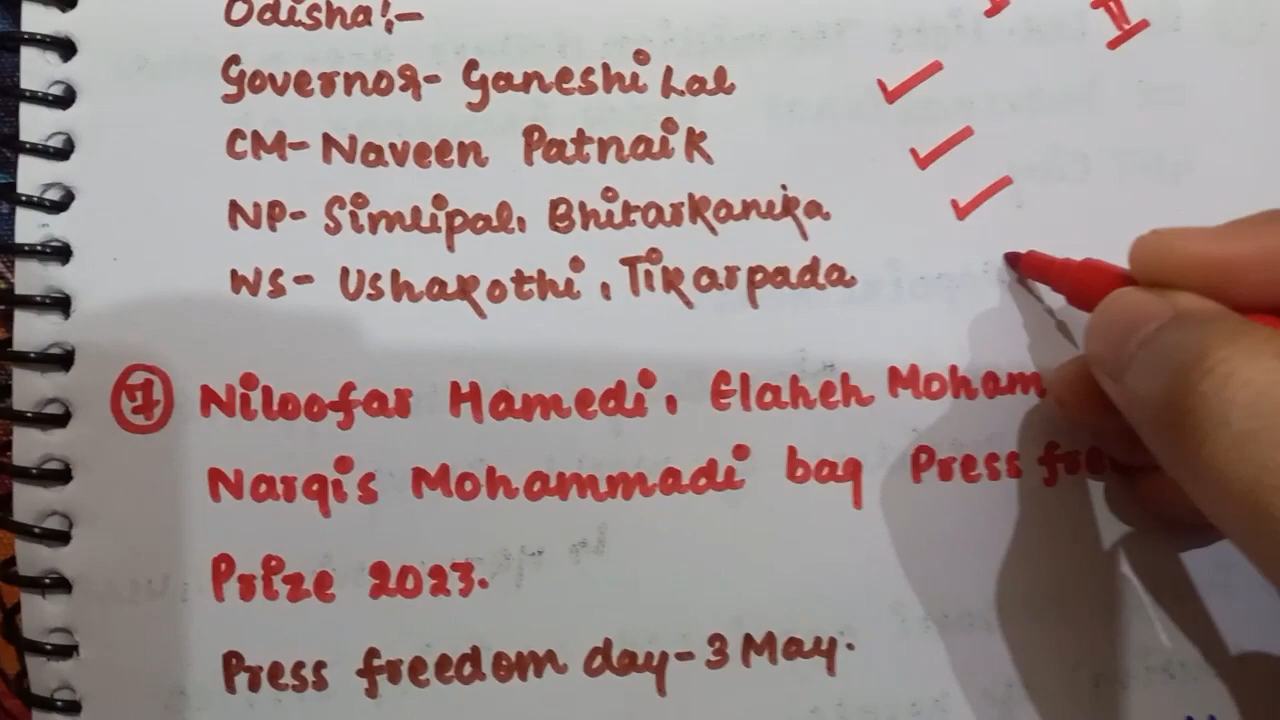 Odisha:-
Governor- Ganeshi Lal
CM- Naveen Patnaik
NP- Simlipal, Bhitarkanika
WS- Ushakothi, Tikarpada
7 Niloofar Hamedi, Elaheh Moham
Nargis Mohammadi bag Press free
Prize 2023.
Press freedom day- 3 May.